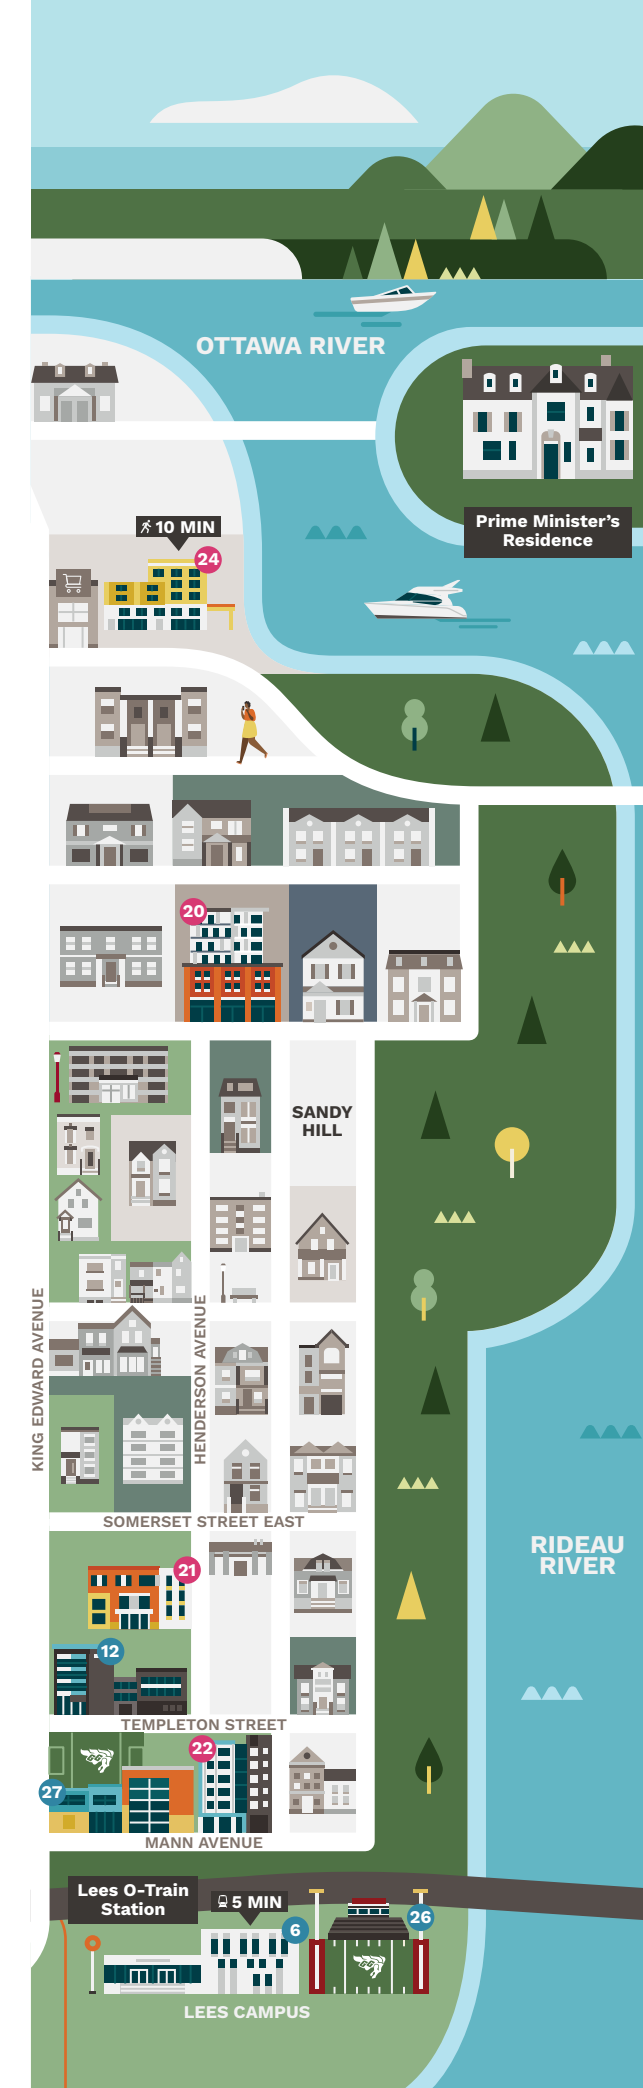 OTTAWA RIVER
Prime Minister's
Residence
10 MIN
24
20
SANDY
HILL
KING EDWARD AVENUE
HENDERSON AVENUE
SOMERSET STREET EAST
21
RIDEAU
RIVER
12
TEMPLETON STREET
22
27
MANN AVENUE
Lees O-Train
Station
5 MIN
6
26
LEES CAMPUS